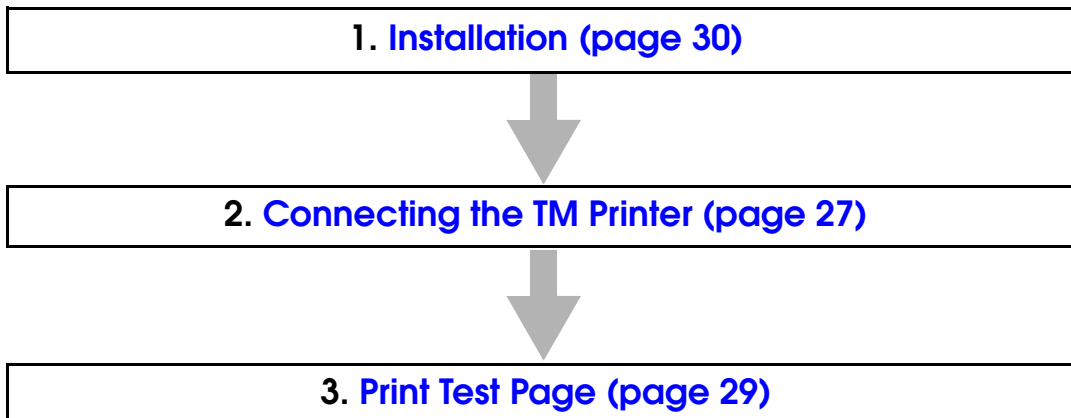 1. Installation (page 30)
2. Connecting the TM Printer (page 27)
3. Print Test Page (page 29)